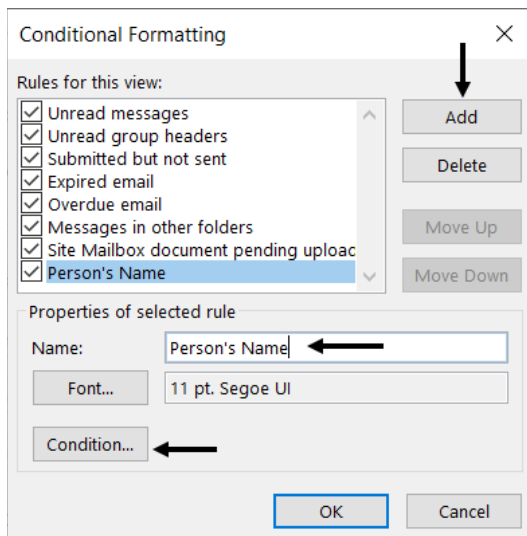 Conditional Formatting
Rules for this view:
Unread messages
Unread group headers
Submitted but not sent
Expired email
Overdue email
Messages in other folders
Site Mailbox document pending upload
Person's Name
Add
Delete
Move Up
Move Down
Properties of selected rule
Name: Person's Name
Font... 11 pt. Segoe UI
Condition...
OK Cancel